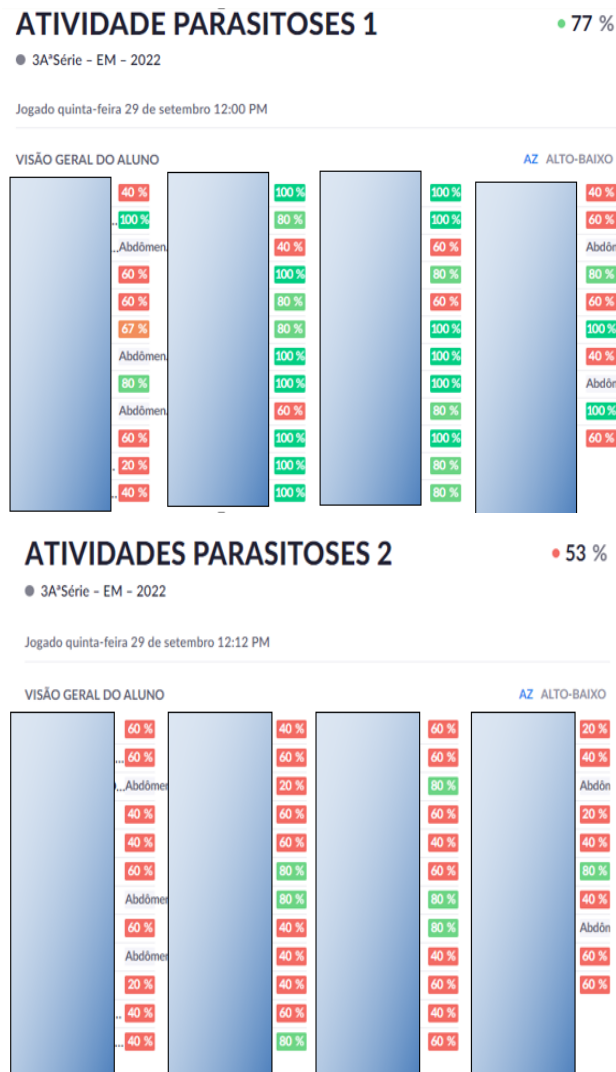 ATIVIDADE PARASITOSES 1 77 %
3AªSérie – EM – 2022
Jogado quinta-feira 29 de setembro 12:00 PM
VISÃO GERAL DO ALUNO AZ ALTO-BAIXO
40 % 100 % 100 % 40 %
...100 % 80 % 100 % 60 %
...Abdômen. 40 % 60 % Abdôn
60 % 100 % 80 % 80 %
60 % 80 % 60 % 60 %
67 % 80 % 100 % 100 %
Abdômen. 100 % 100 % 40 %
80 % 100 % 100 % Abdôn
Abdômen. 60 % 80 % 100 %
60 % 100 % 100 % 60 %
. 20 % 100 % 80 %
.. 40 % 100 % 80 %
ATIVIDADES PARASITOSES 2 53 %
3AªSérie – EM – 2022
Jogado quinta-feira 29 de setembro 12:12 PM
VISÃO GERAL DO ALUNO AZ ALTO-BAIXO
60 % 40 % 60 % 20 %
... 60 % 60 % 60 % 40 %
...Abdômen 20 % 80 % Abdôn
40 % 60 % 60 % 20 %
40 % 60 % 40 % 40 %
60 % 80 % 60 % 80 %
Abdômen 80 % 80 % 40 %
60 % 40 % 80 % Abdôn
Abdômen 40 % 40 % 60 %
20 % 40 % 60 % 60 %
.. 40 % 60 % 40 %
... 40 % 80 % 60 %